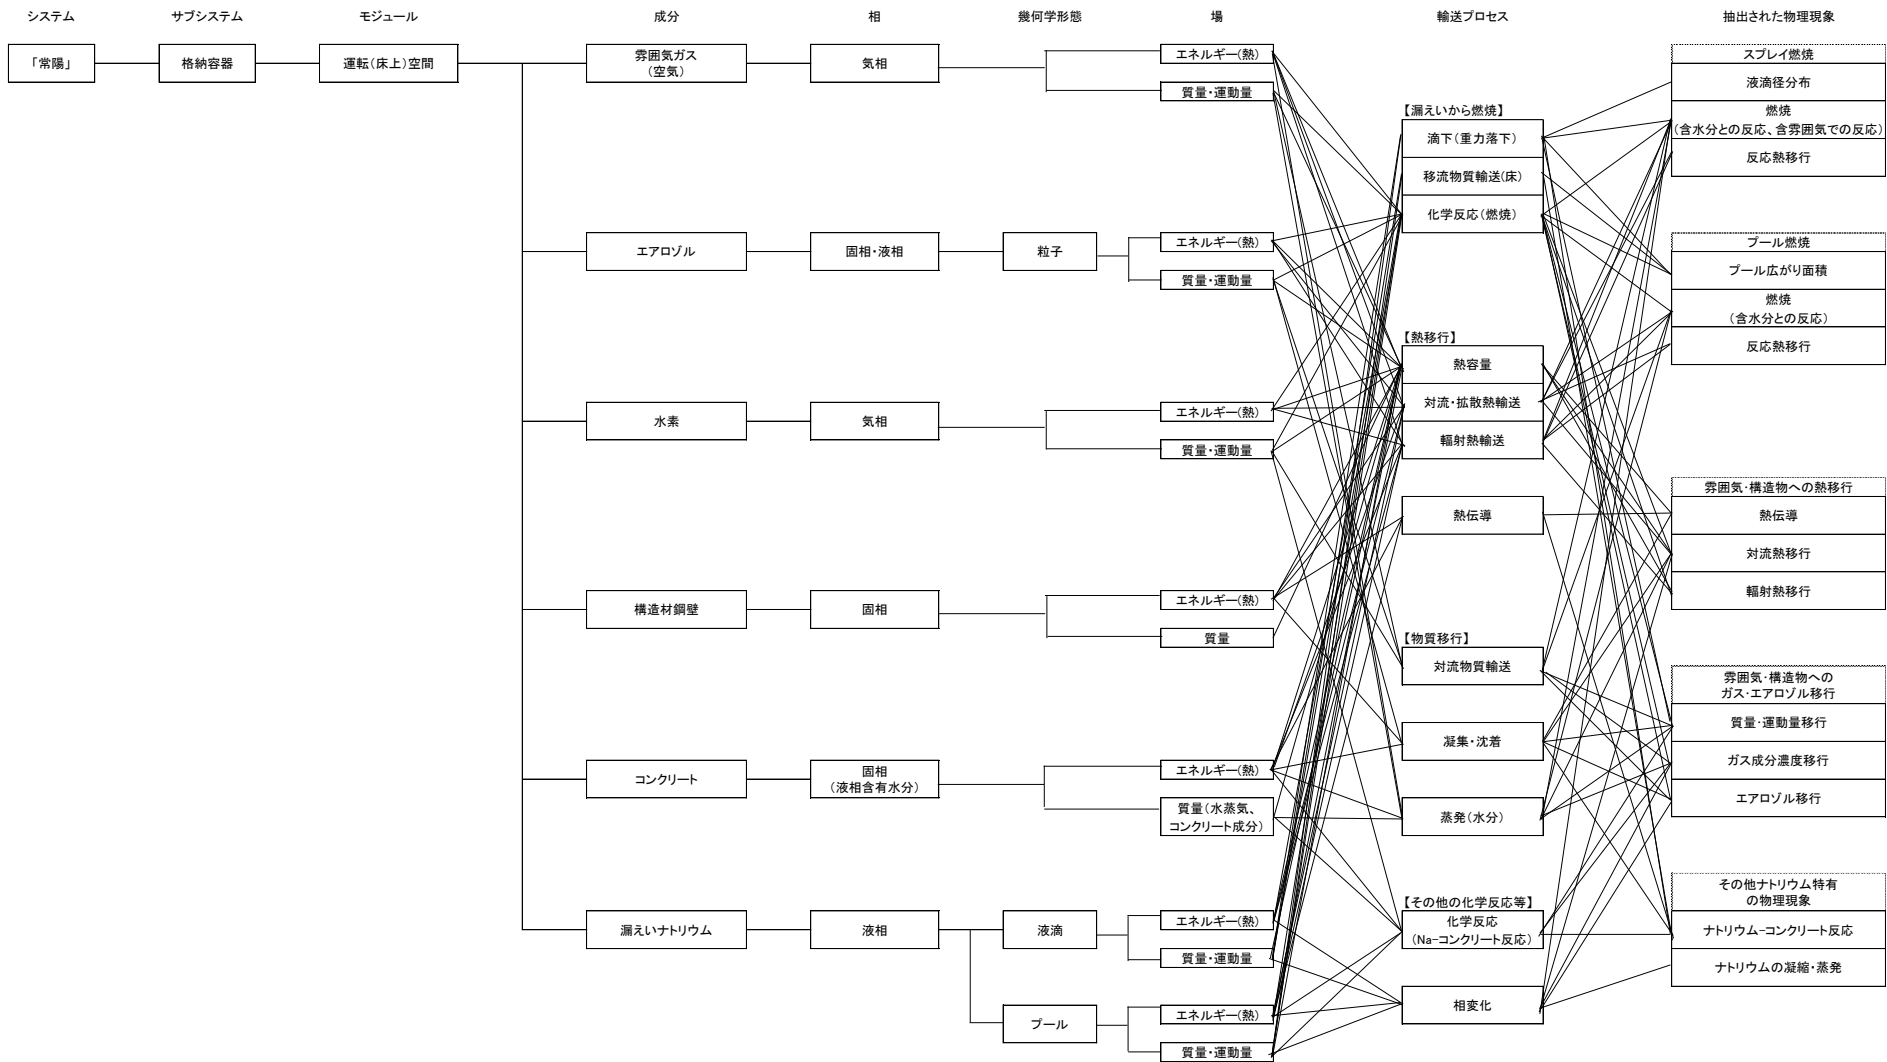 システム
サブシステム
モジュール
成分
相
幾何学形態
場
輸送プロセス
抽出された物理現象
「常陽」
格納容器
運転(床上)空間
雰囲気ガス
(空気)
気相
エネルギー(熱)
質量・運動量
エアロゾル
固相・液相
粒子
エネルギー(熱)
質量・運動量
水素
気相
エネルギー(熱)
質量・運動量
構造材鋼壁
固相
エネルギー(熱)
質量
コンクリート
固相
(液相含有水分)
エネルギー(熱)
質量(水蒸気、
コンクリート成分)
漏えいナトリウム
液相
液滴
エネルギー(熱)
質量・運動量
プール
エネルギー(熱)
質量・運動量
【漏えいから燃焼】
滴下(重力落下)
移流物質輸送(床)
化学反応(燃焼)
【熱移行】
熱容量
対流・拡散熱輸送
輻射熱輸送
熱伝導
【物質移行】
対流物質輸送
凝集・沈着
蒸発(水分)
【その他の化学反応等】
化学反応
(Na-コンクリート反応)
相変化
スプレイ燃焼
液滴径分布
燃焼
(含水分との反応、含雰囲気での反応)
反応熱移行
プール燃焼
プール広がり面積
燃焼
(含水分との反応)
反応熱移行
雰囲気・構造物への熱移行
熱伝導
対流熱移行
輻射熱移行
雰囲気・構造物への
ガス・エアロゾル移行
質量・運動量移行
ガス成分濃度移行
エアロゾル移行
その他ナトリウム特有
の物理現象
ナトリウム-コンクリート反応
ナトリウムの凝縮・蒸発